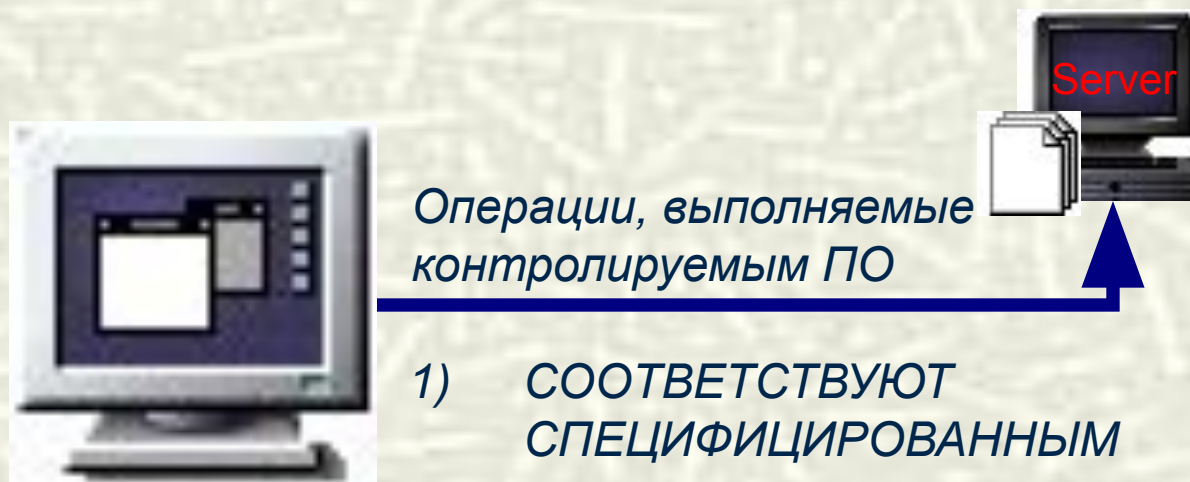 Server
Операции, выполняемые
контролируемым ПО
1) СООТВЕТСТВУЮТ
СПЕЦИФИЦИРОВАННЫМ